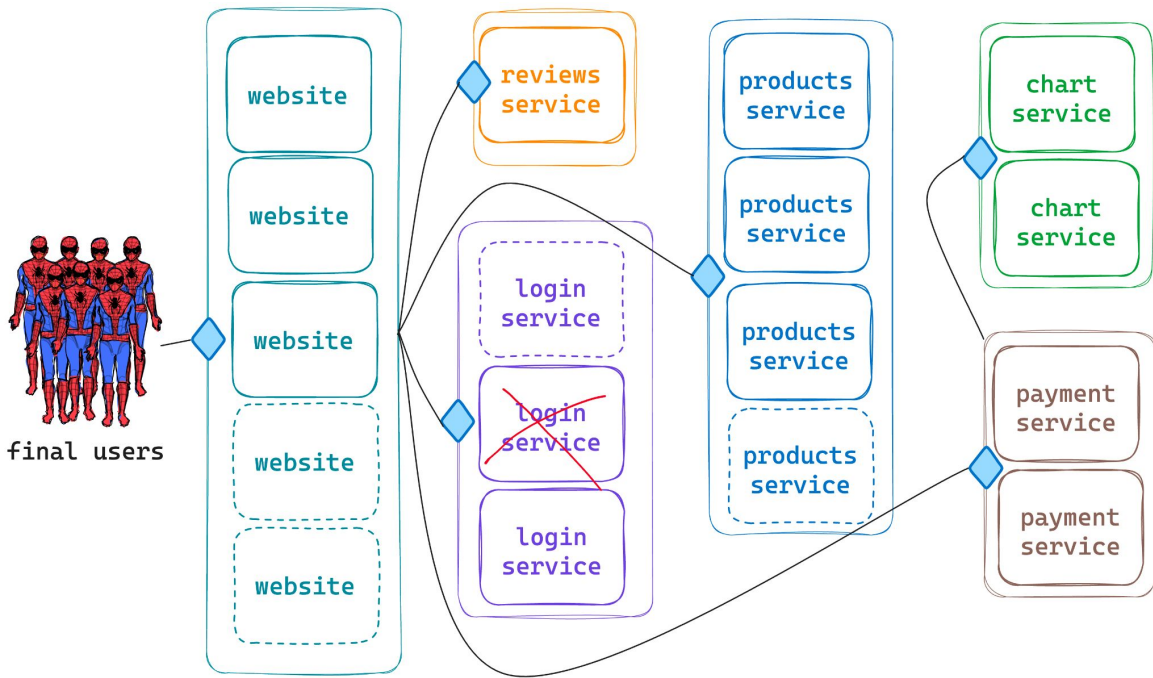 website
website
website
website
website
final users
reviews
service
login
service
login
service
login
service
products
service
products
service
products
service
products
service
chart
service
chart
service
payment
service
payment
service